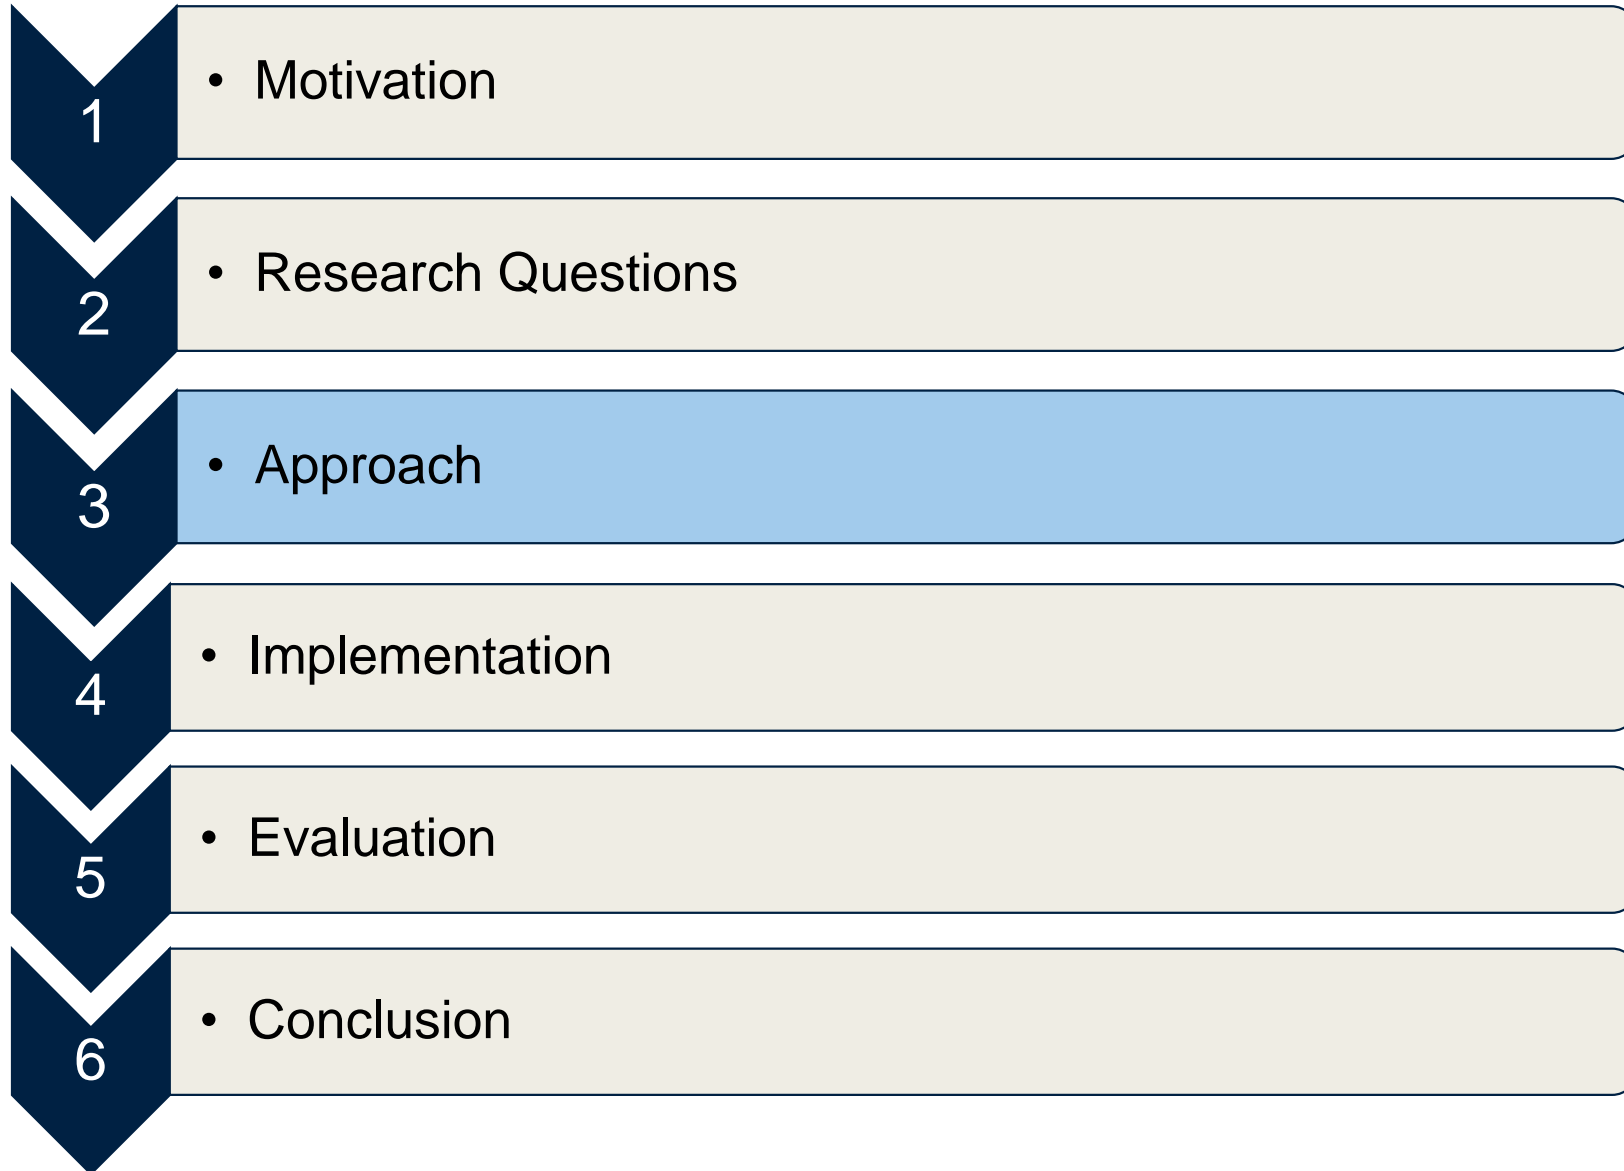 1
• Motivation
2
• Research Questions
3
• Approach
4
• Implementation
5
• Evaluation
6
• Conclusion